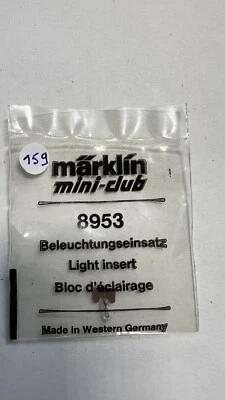 159
märklin
mini-club
8953
Beleuchtungseinsatz
Light insert
Bloc d'éclairage
Made in Western Germany